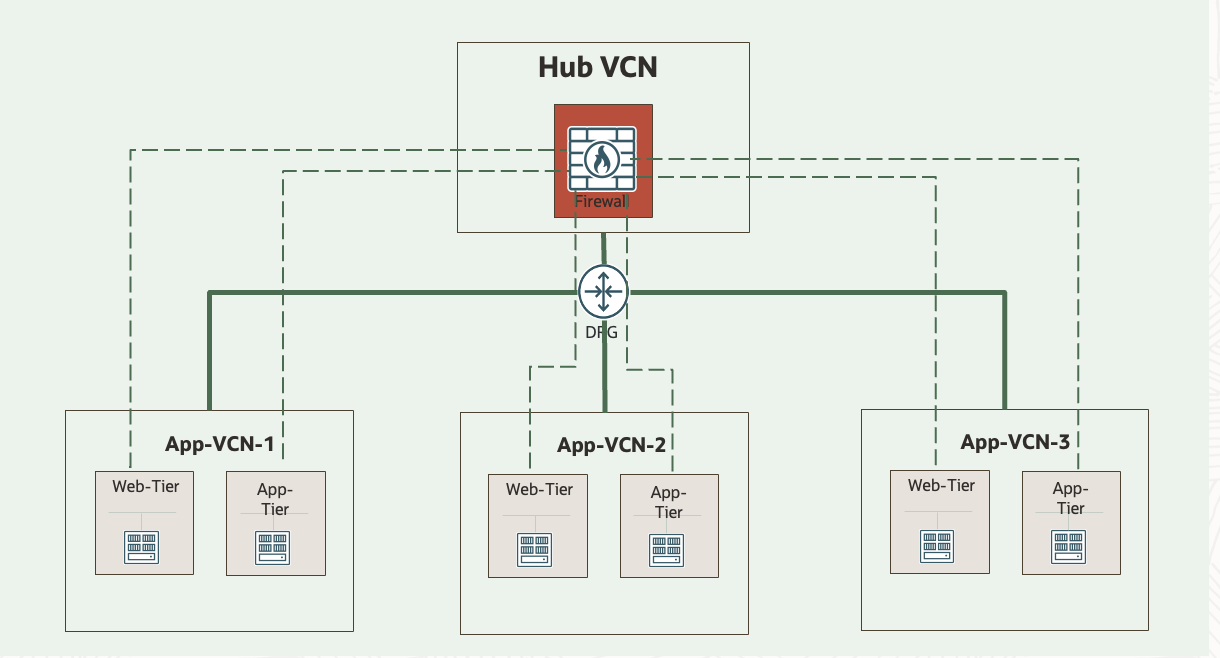 Hub VCN
Firewall
DRG
App-VCN-1
Web-Tier
App-
Tier
App-VCN-2
Web-Tier
App-
Tier
App-VCN-3
Web-Tier
App-
Tier